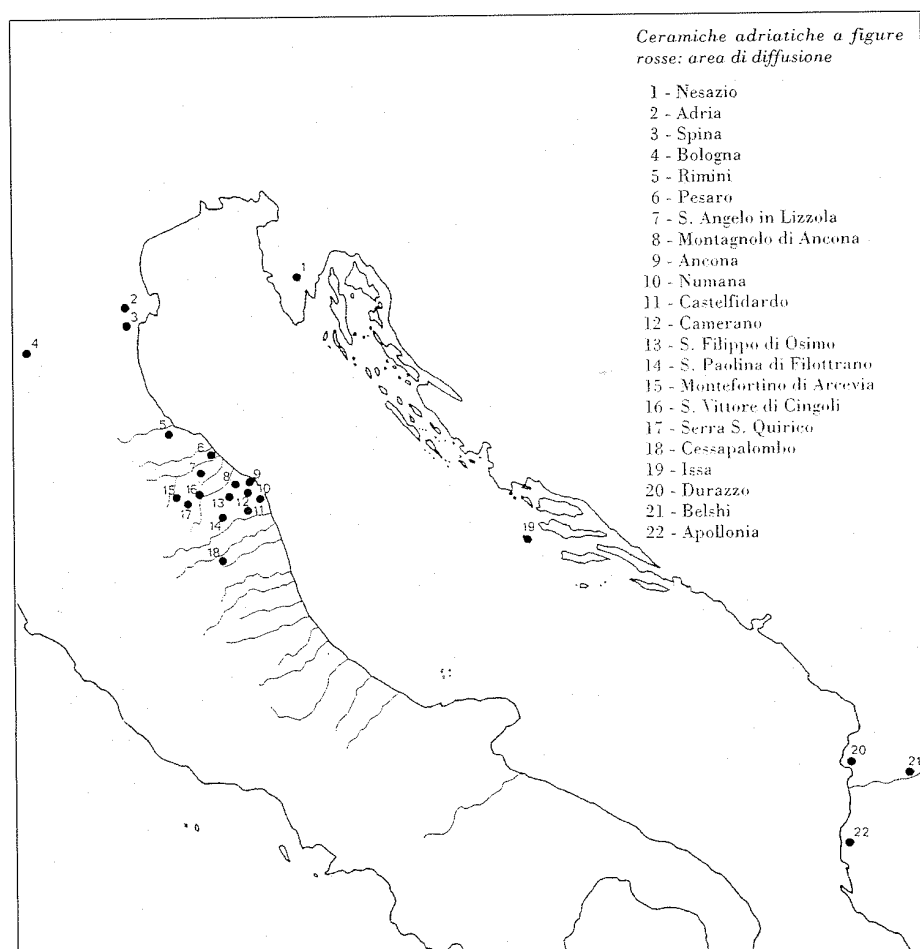 Ceramiche adriatiche a figure
rosse: area di diffusione
1 - Nesazio
2 - Adria
3 - Spina
4 - Bologna
5 - Rimini
6 - Pesaro
7 - S. Angelo in Lizzola
8 - Montagnolo di Ancona
9 - Ancona
10 - Numana
11 - Castelfidardo
12 - Camerano
13 - S. Filippo di Osimo
14 - S. Paolina di Filottrano
15 - Montefortino di Arcevia
16 - S. Vittore di Cingoli
17 - Serra S. Quirico
18 - Cessapalombo
19 - Issa
20 - Durazzo
21 - Belshi
22 - Apollonia
1
2
3
4
5
6
7
8
9
10
15
16
13
12
17
11
14
19
18
20
21
22